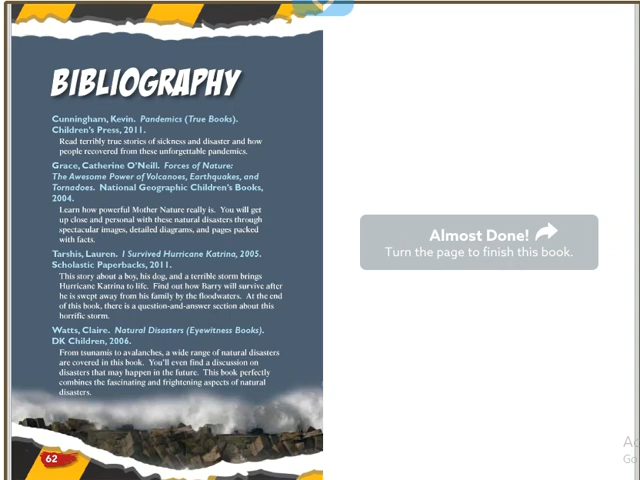 BIBLIOGRAPHY
Cunningham, Kevin. Pandemics (True Books).
Children's Press, 2011.
Read terribly true stories of sickness and disaster and how
people recovered from these unforgettable pandemics.
Grace, Catherine O'Neill. Forces of Nature:
The Awesome Power of Volcanoes, Earthquakes, and
Tornadoes. National Geographic Children's Books,
2004.
Learn how powerful Mother Nature really is. You will get
up close and personal with these natural disasters through
spectacular images, detailed diagrams, and pages packed
with facts.
Tarshis, Lauren. I Survived Hurricane Katrina, 2005.
Scholastic Paperbacks, 2011.
This story about a boy, his dog, and a terrible storm brings
Hurricane Katrina to life. Find out how Barry will survive after
he is swept away from his family by the floodwaters. At the end
of this book, there is a question-and-answer section about this
horrific storm.
Watts, Claire. Natural Disasters (Eyewitness Books).
DK Children, 2006.
From tsunamis to avalanches, a wide range of natural disasters
are covered in this book. You'll even find a discussion on
disasters that may happen in the future. This book perfectly
combines the fascinating and frightening aspects of natural
disasters.
62
Almost Done!
Turn the page to finish this book.
Go